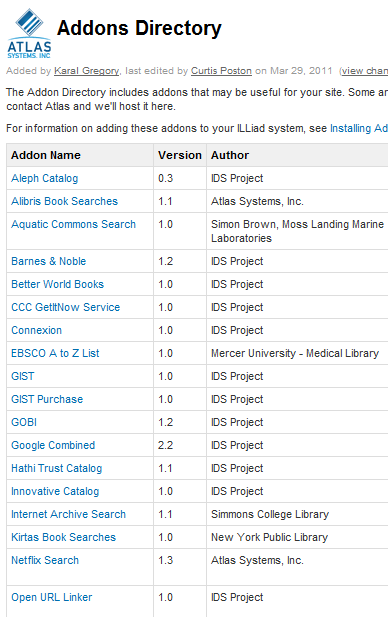 ATLAS
SYSTEMS, INC
Addons Directory
Added by Karal Gregory, last edited by Curtis Poston on Mar 29, 2011 (view chan
The Addon Directory includes addons that may be useful for your site. Some ar
contact Atlas and we'll host it here.
For information on adding these addons to your ILLiad system, see Installing Ad
Addon Name Version Author
Aleph Catalog 0.3 IDS Project
Alibris Book Searches 1.1 Atlas Systems, Inc.
Aquatic Commons Search 1.0 Simon Brown, Moss Landing Marine
Laboratories
Barnes & Noble 1.2 IDS Project
Better World Books 1.0 IDS Project
CCC GetItNow Service 1.0 IDS Project
Connexion 1.0 IDS Project
EBSCO A to Z List 1.0 Mercer University - Medical Library
GIST 1.0 IDS Project
GIST Purchase 1.0 IDS Project
GOBI 1.2 IDS Project
Google Combined 2.2 IDS Project
Hathi Trust Catalog 1.1 IDS Project
Innovative Catalog 1.0 IDS Project
Internet Archive Search 1.1 Simmons College Library
Kirtas Book Searches 1.0 New York Public Library
Netflix Search 1.3 Atlas Systems, Inc.
Open URL Linker 1.0 IDS Project